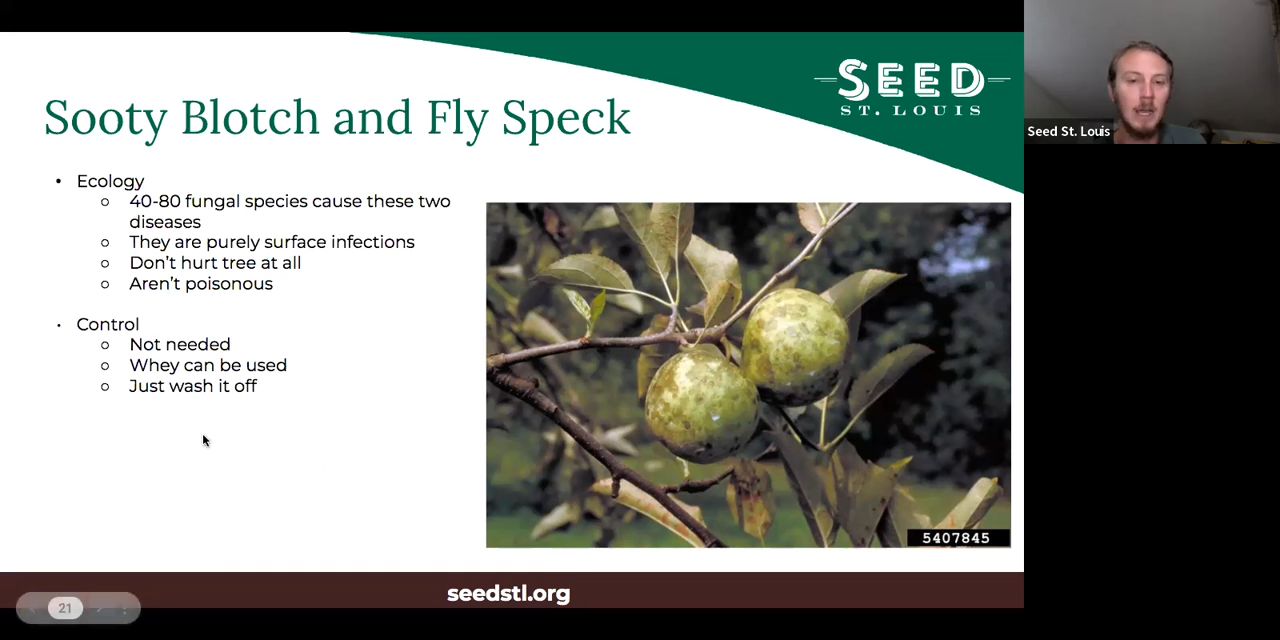 SEED
ST. LOUIS
Sooty Blotch and Fly Speck
• Ecology
○ 40-80 fungal species cause these two
diseases
○ They are purely surface infections
○ Don't hurt tree at all
○ Aren't poisonous
• Control
○ Not needed
○ Whey can be used
○ Just wash it off
5407845
seedstl.org
21
Seed St. Louis